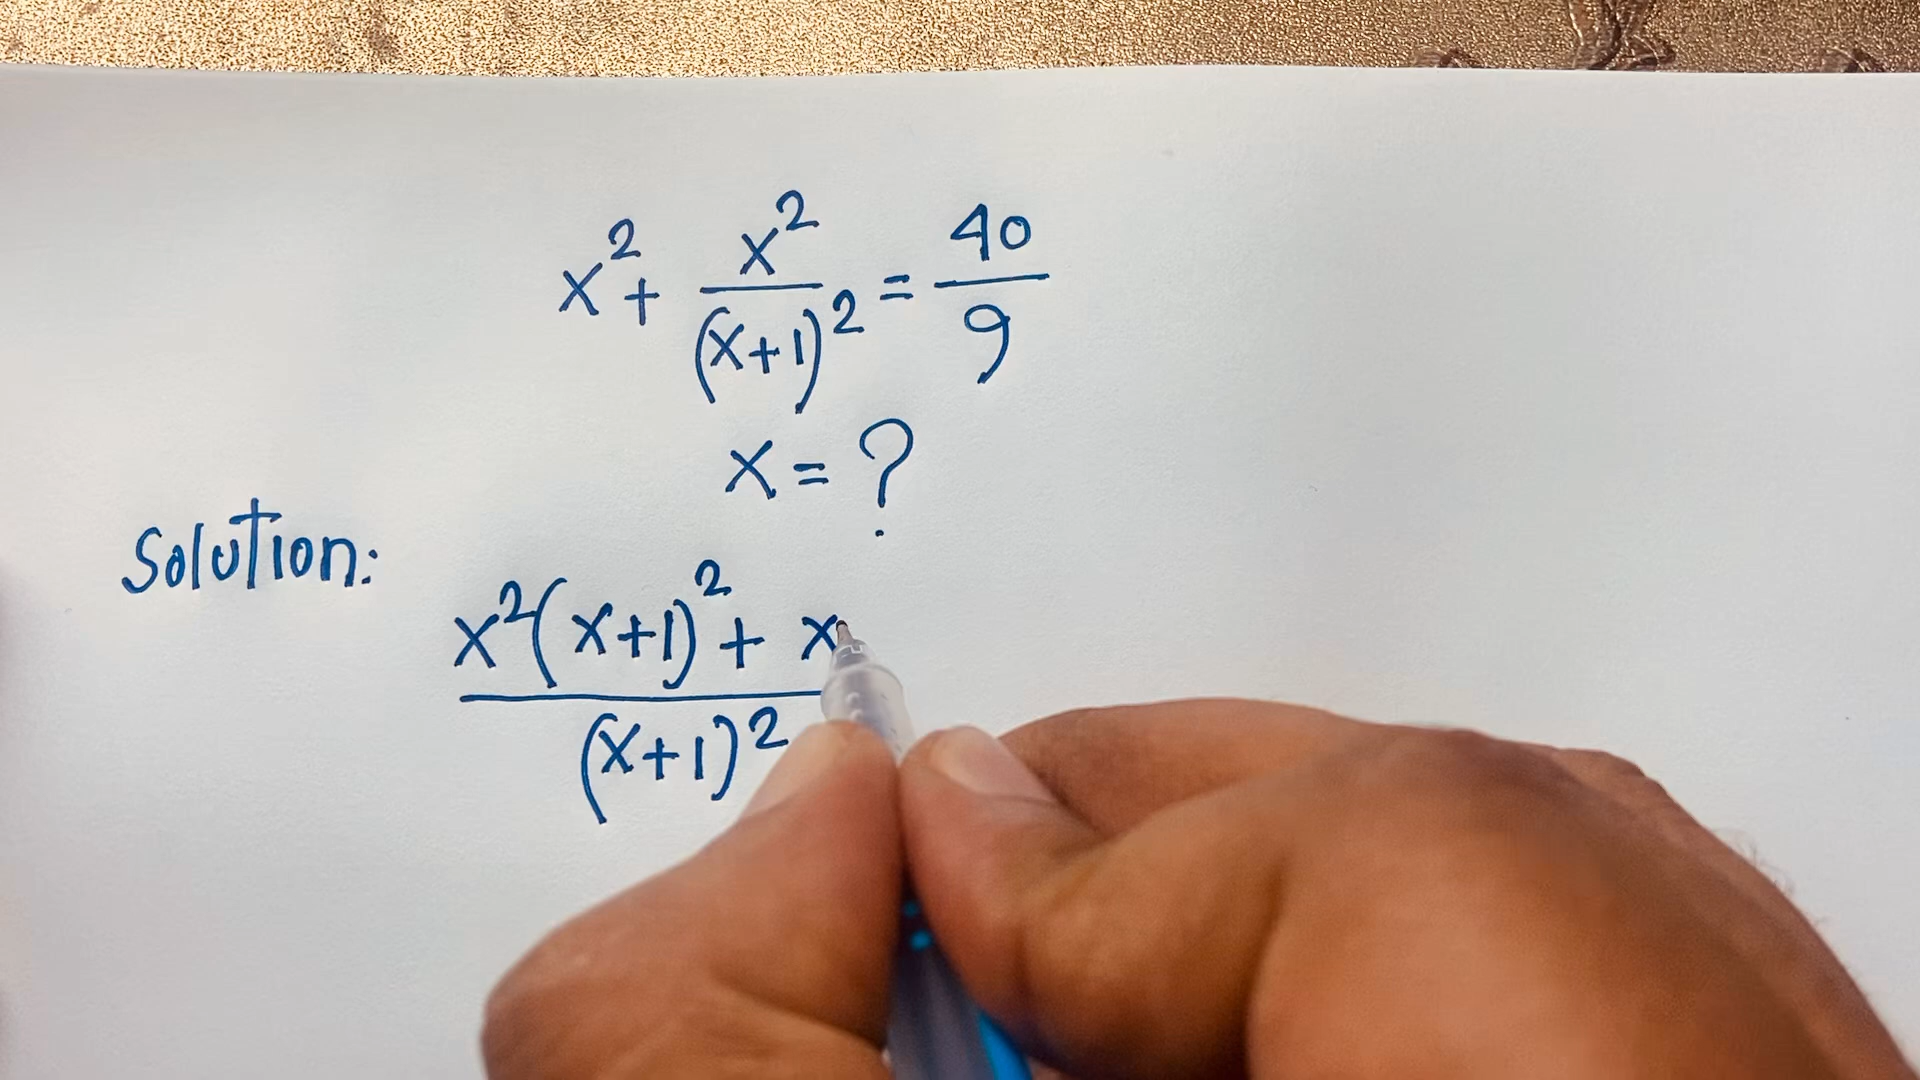 x² + x²/(x+1)² = 40/9
x = ?
Solution:
x²(x+1)² + x/(x+1)²